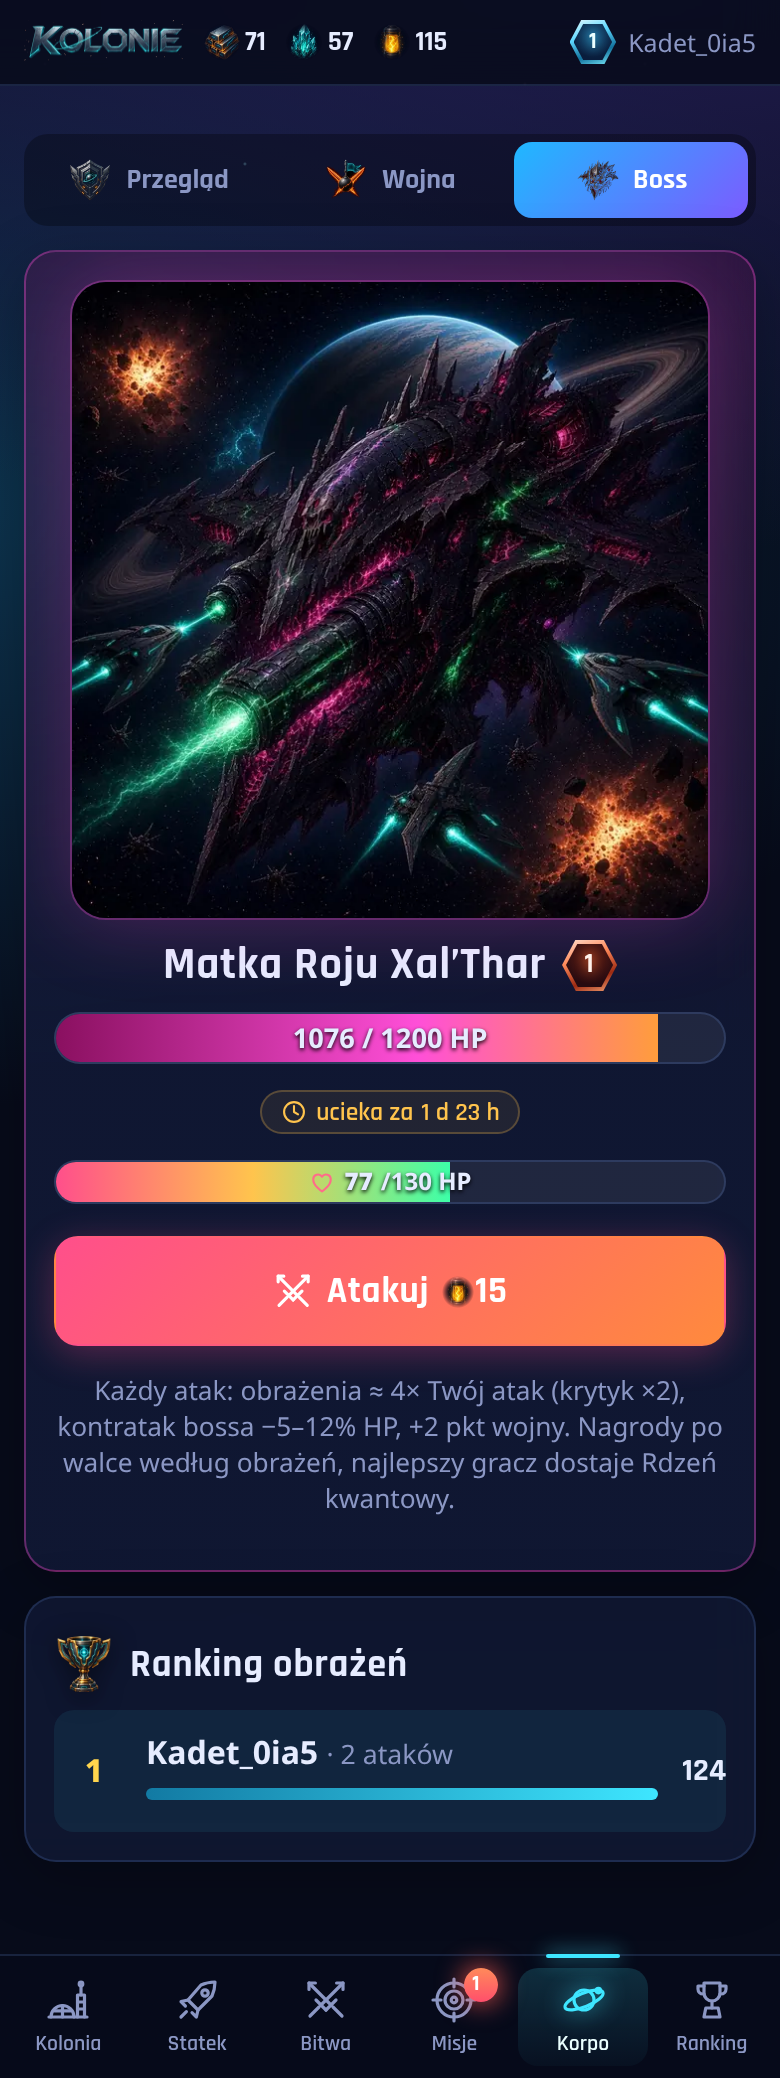 KOLONIE 71 57 115 1 Kadet_0ia5
Przegląd Wojna Boss
Matka Roju Xal'Thar 1
1076 / 1200 HP
ucieka za 1 d 23 h
77 /130 HP
Atakuj 15
Każdy atak: obrażenia ≈ 4× Twój atak (krytyk ×2),
kontratak bossa −5–12% HP, +2 pkt wojny. Nagrody po
walce według obrażeń, najlepszy gracz dostaje Rdzeń
kwantowy.
Ranking obrażeń
1 Kadet_0ia5 · 2 ataków 124
1
Kolonia Statek Bitwa Misje Korpo Ranking